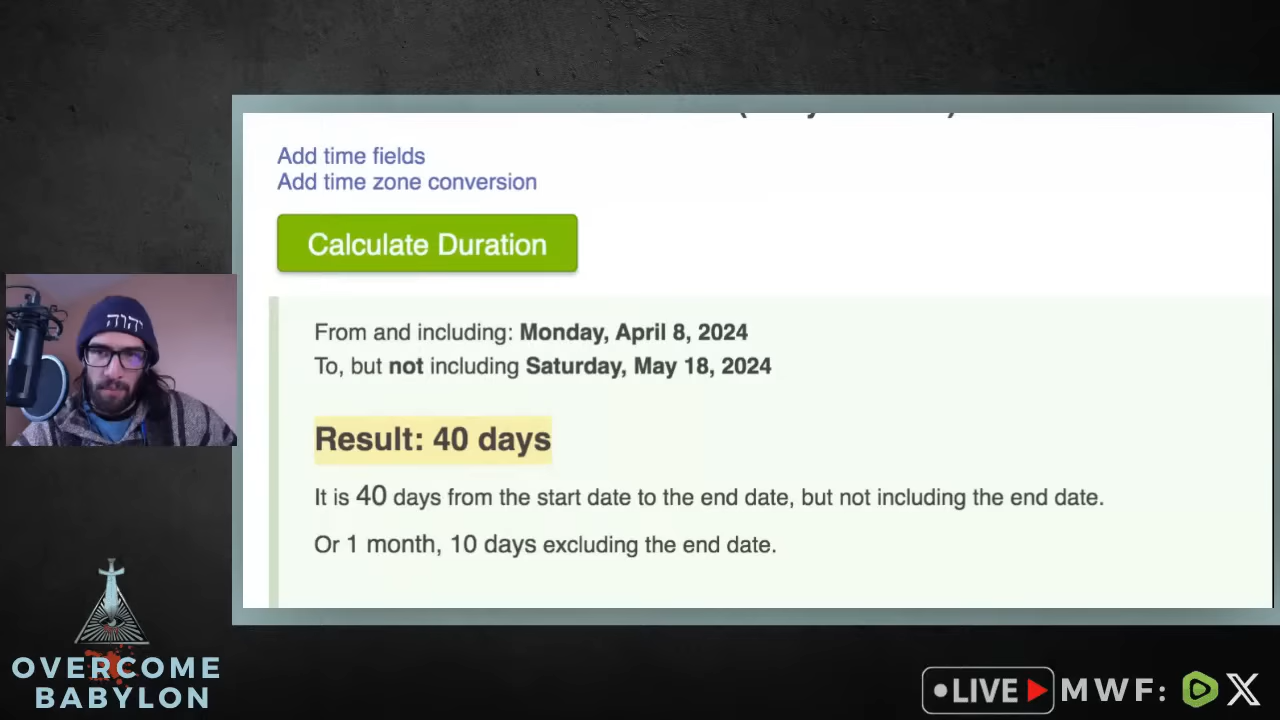 Add time fields
Add time zone conversion
Calculate Duration
From and including: Monday, April 8, 2024
To, but not including Saturday, May 18, 2024
Result: 40 days
It is 40 days from the start date to the end date, but not including the end date.
Or 1 month, 10 days excluding the end date.
יהוה
OVERCOME
BABYLON
LIVE MWF: X